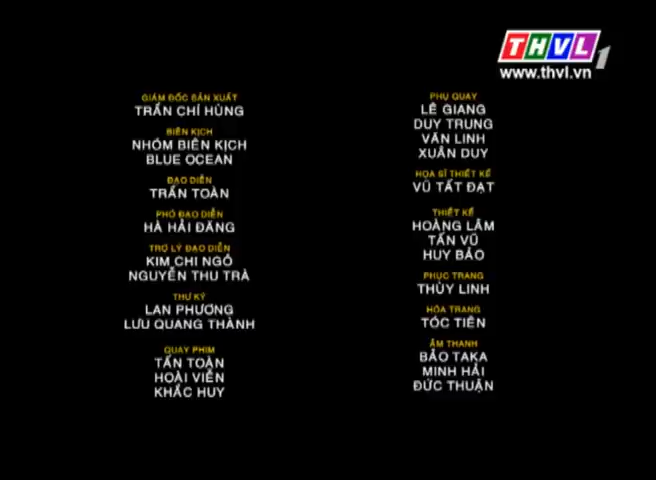 THVL1
www.thvl.vn
GIÁM ĐỐC SẢN XUẤT
TRẦN CHÍ HÙNG
BIÊN KỊCH
NHÓM BIÊN KỊCH
BLUE OCEAN
ĐẠO DIỄN
TRẦN TOÀN
PHÓ ĐẠO DIỄN
HÀ HẢI ĐĂNG
TRỢ LÝ ĐẠO DIỄN
KIM CHI NGÔ
NGUYỄN THU TRÀ
THƯ KÝ
LAN PHƯƠNG
LƯU QUANG THÀNH
QUAY PHIM
TẤN TOÀN
HOÀI VIỄN
KHẮC HUY
PHỤ QUAY
LÊ GIANG
DUY TRUNG
VĂN LINH
XUÂN DUY
HỌA SĨ THIẾT KẾ
VŨ TẤT ĐẠT
THIẾT KẾ
HOÀNG LÂM
TẤN VŨ
HUY BẢO
PHỤC TRANG
THÙY LINH
HÓA TRANG
TÓC TIÊN
ÂM THANH
BẢO TAKA
MINH HẢI
ĐỨC THUẬN